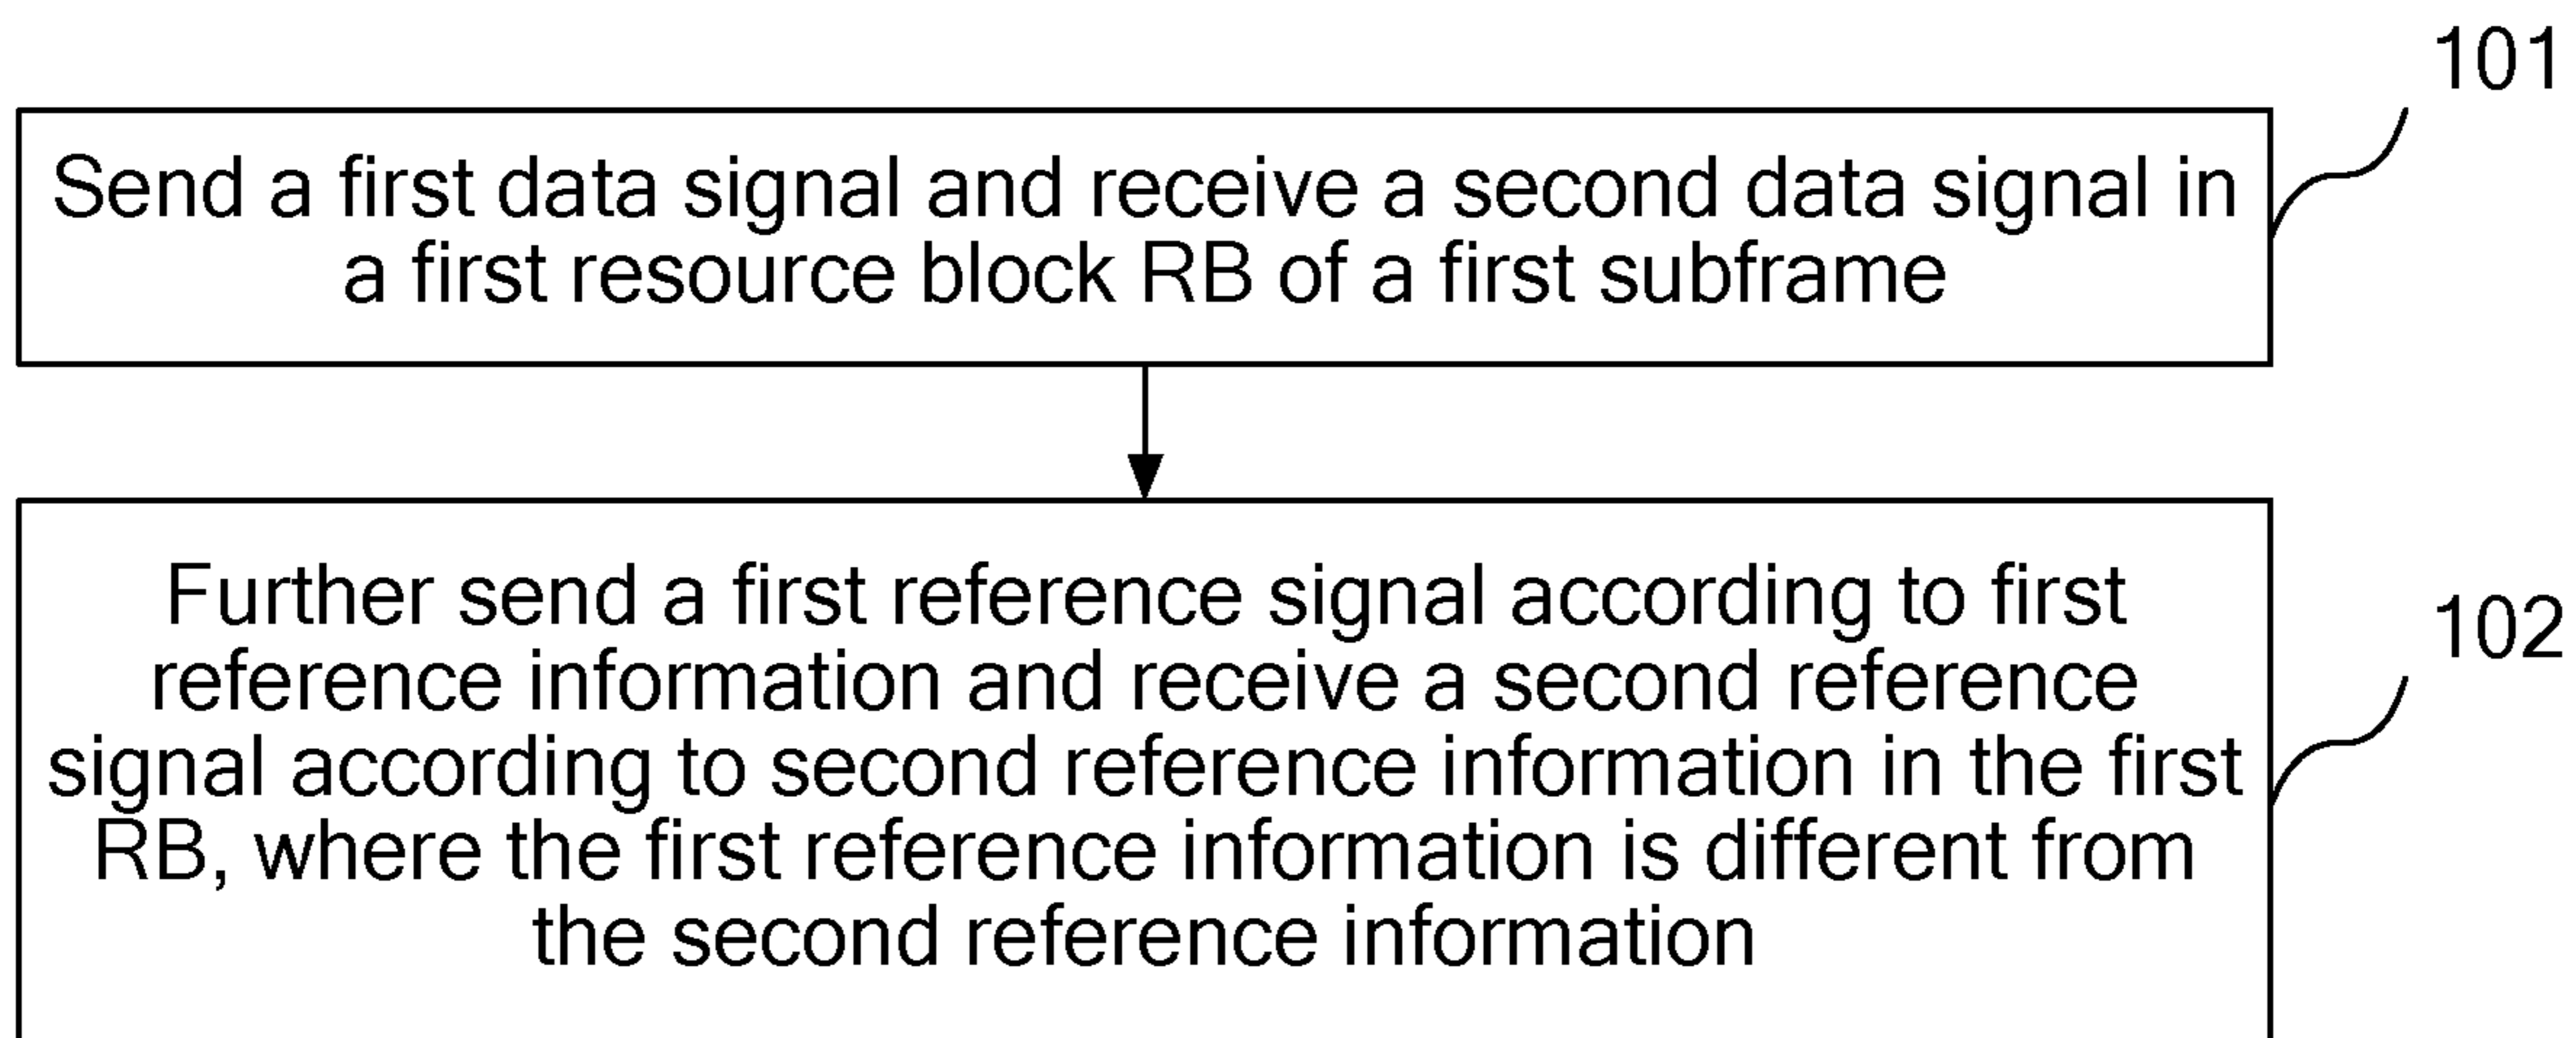 101
Send a first data signal and receive a second data signal in
a first resource block RB of a first subframe
Further send a first reference signal according to first
reference information and receive a second reference
signal according to second reference information in the first
RB, where the first reference information is different from
the second reference information
102